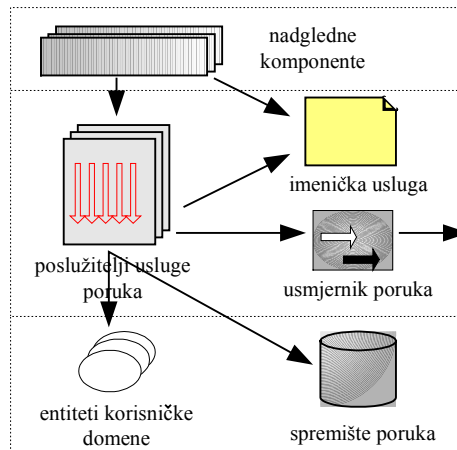 nadgledne
komponente
imenička usluga
poslužitelji usluge
poruka
usmjernik poruka
entiteti korisničke
domene
spremište poruka